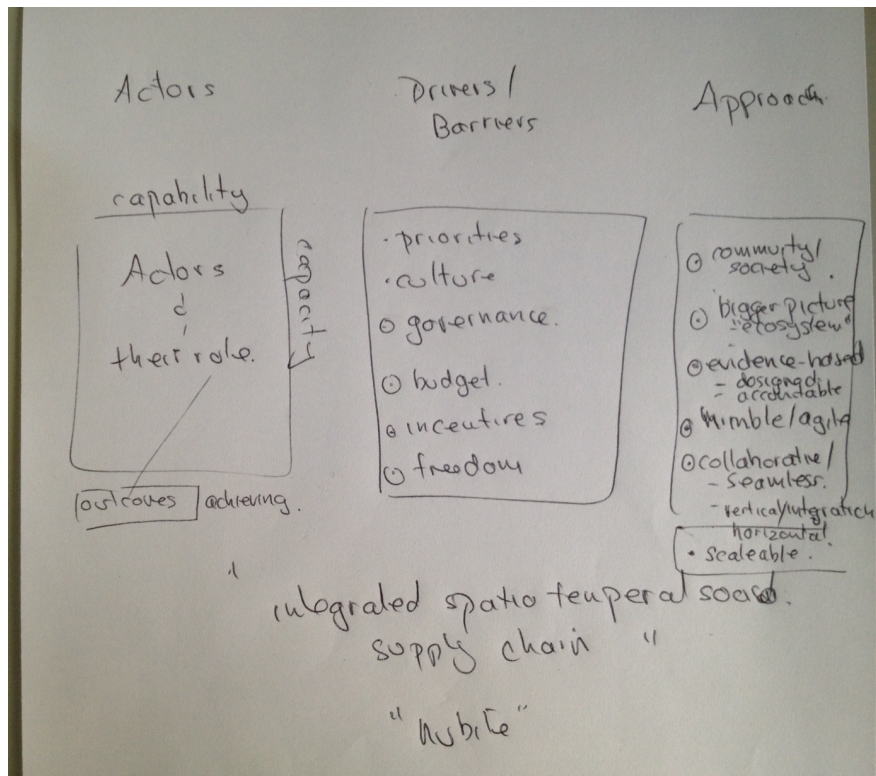 Actors
Drivers/
Barriers
Approach
capability
Actors
&
their role.
capacity
outcomes achieving.
· priorities
· culture
governance.
budget.
incentives
freedom
community/
society.
bigger picture
"ecosystem"
evidence-based
- designed
= accountable
Nimble/agile
collaborative/
- seamless.
- vertical/integration
horizontal.
• scaleable.
"
integrated spatio temperal
supply chain "
"
"